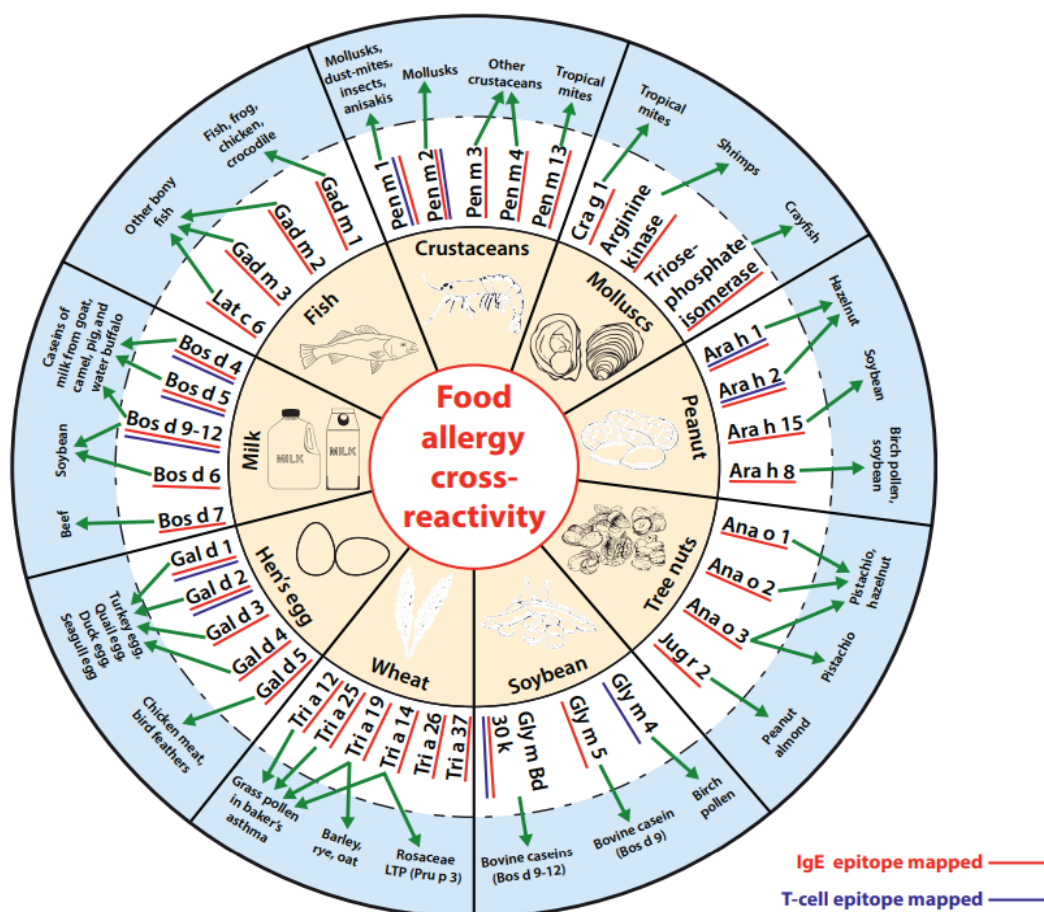 Food
allergy
cross-
reactivity
Crustaceans
Pen m 1
Pen m 2
Pen m 3
Pen m 4
Pen m 13
Mollusks,
dust-mites,
insects,
anisakis
Mollusks
Other
crustaceans
Tropical
mites
Molluscs
Cra g 1
Arginine
kinase
Triose-
phosphate
isomerase
Tropical
mites
Shrimps
Crayfish
Peanut
Ara h 1
Ara h 2
Ara h 15
Ara h 8
Hazelnut
Soybean
Birch pollen,
soybean
Tree nuts
Ana o 1
Ana o 2
Ana o 3
Jug r 2
Pistachio,
hazelnut
Pistachio
Peanut
almond
Soybean
Gly m 4
Gly m 5
Gly m Bd
30 k
Birch
pollen
Bovine casein
(Bos d 9)
Bovine caseins
(Bos d 9-12)
Wheat
Tri a 12
Tri a 25
Tri a 19
Tri a 14
Tri a 26
Tri a 37
Grass pollen
in baker's
asthma
Barley,
rye, oat
Rosaceae
LTP (Pru p 3)
Hen's egg
Gal d 1
Gal d 2
Gal d 3
Gal d 4
Gal d 5
Turkey egg,
Quail egg,
Duck egg,
Seagull egg
Chicken meat,
bird feathers
Milk
MILK
MILK
Bos d 4
Bos d 5
Bos d 9-12
Bos d 6
Bos d 7
Caseins of
milk from goat,
camel, pig, and
water buffalo
Soybean
Beef
Fish
Gad m 1
Gad m 2
Gad m 3
Lat c 6
Fish, frog,
chicken,
crocodile
Other bony
fish
IgE epitope mapped
T-cell epitope mapped